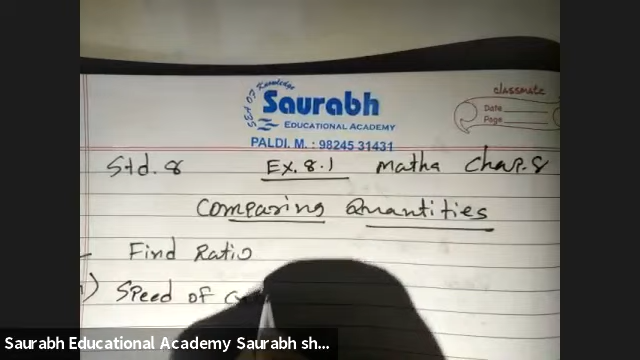 classmate
Date
Page
SEA OF Knowledge
Saurabh
EDUCATIONAL ACADEMY
PALDI. M. : 98245 31431
Std. 8 Ex. 8.1 Maths Chap. 8
Comparing Quantities
Find Ratio
Speed of
Saurabh Educational Academy Saurabh sh...